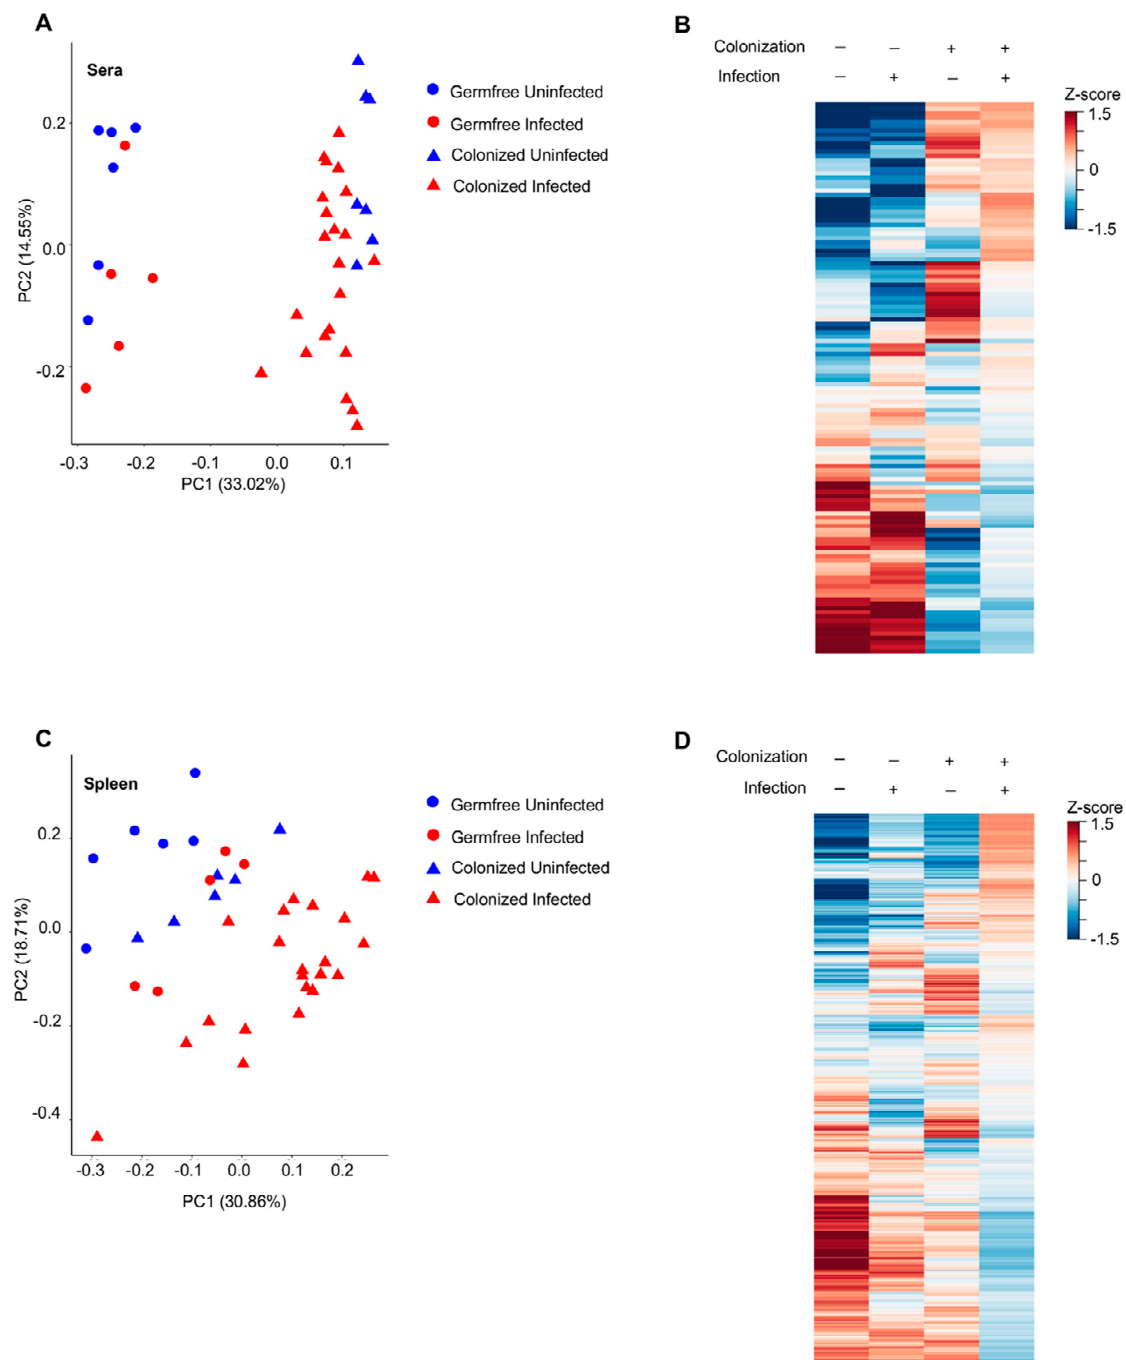 A
Sera
PC2 (14.55%)
0.2
0.0
-0.2
-0.3
-0.2
-0.1
0.0
0.1
PC1 (33.02%)
Germfree Uninfected
Germfree Infected
Colonized Uninfected
Colonized Infected
B
Colonization − − + +
Infection − + − +
Z-score
1.5
0
-1.5
C
Spleen
PC2 (18.71%)
0.2
0.0
-0.2
-0.4
-0.3
-0.2
-0.1
0.0
0.1
0.2
PC1 (30.86%)
Germfree Uninfected
Germfree Infected
Colonized Uninfected
Colonized Infected
D
Colonization − − + +
Infection − + − +
Z-score
1.5
0
-1.5